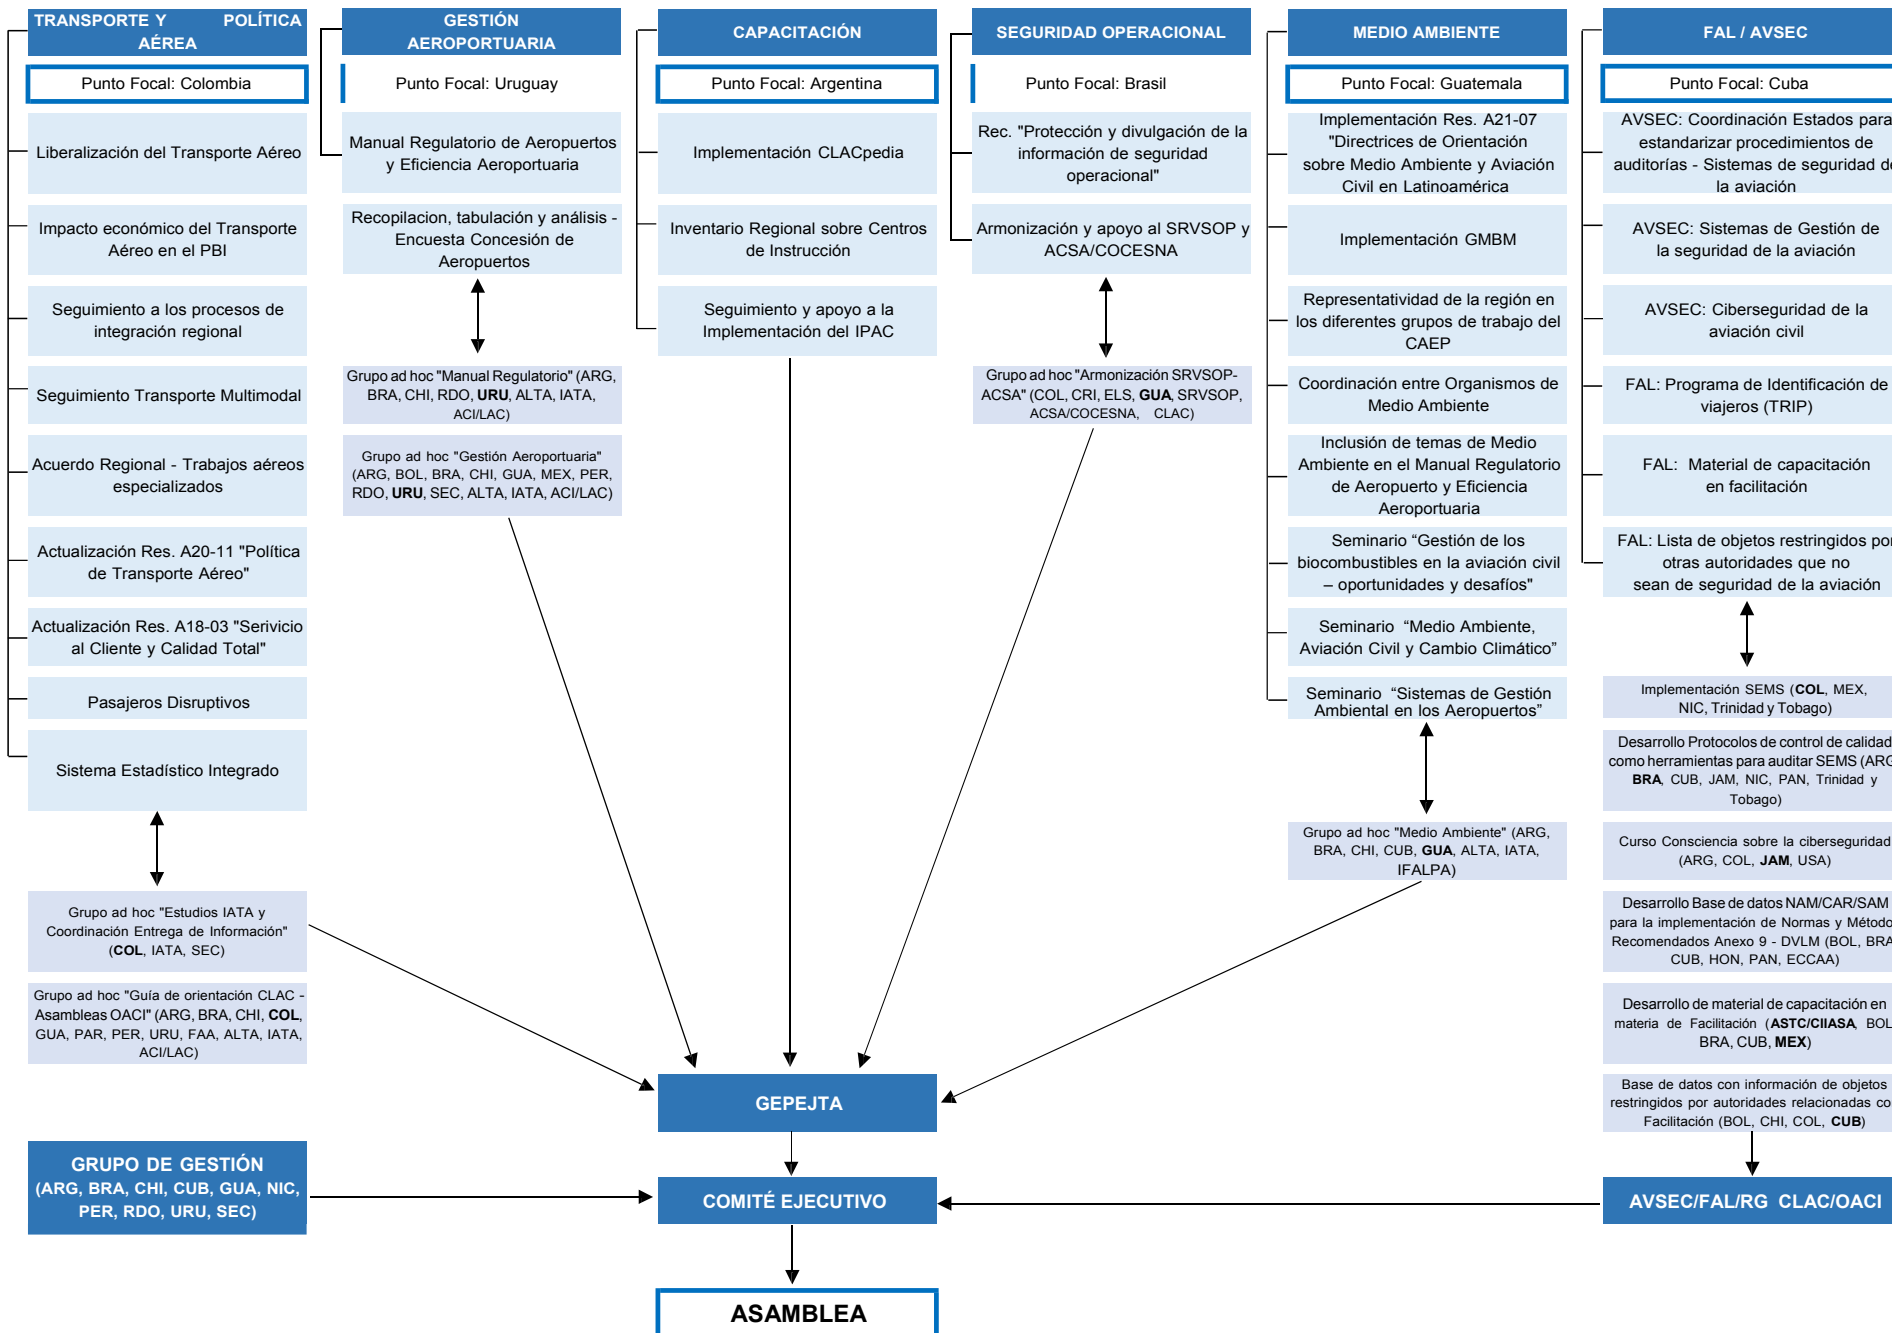 TRANSPORTE Y POLÍTICA
AÉREA
Punto Focal: Colombia
Liberalización del Transporte Aéreo
Impacto económico del Transporte
Aéreo en el PBI
Seguimiento a los procesos de
integración regional
Seguimiento Transporte Multimodal
Acuerdo Regional - Trabajos aéreos
especializados
Actualización Res. A20-11 "Política
de Transporte Aéreo"
Actualización Res. A18-03 "Serivicio
al Cliente y Calidad Total"
Pasajeros Disruptivos
Sistema Estadístico Integrado
Grupo ad hoc "Estudios IATA y
Coordinación Entrega de Información"
(COL, IATA, SEC)
Grupo ad hoc "Guía de orientación CLAC -
Asambleas OACI" (ARG, BRA, CHI, COL,
GUA, PAR, PER, URU, FAA, ALTA, IATA,
ACI/LAC)
GESTIÓN
AEROPORTUARIA
Punto Focal: Uruguay
Manual Regulatorio de Aeropuertos
y Eficiencia Aeroportuaria
Recopilacion, tabulación y análisis -
Encuesta Concesión de
Aeropuertos
Grupo ad hoc "Manual Regulatorio" (ARG,
BRA, CHI, RDO, URU, ALTA, IATA,
ACI/LAC)
Grupo ad hoc "Gestión Aeroportuaria"
(ARG, BOL, BRA, CHI, GUA, MEX, PER,
RDO, URU, SEC, ALTA, IATA, ACI/LAC)
CAPACITACIÓN
Punto Focal: Argentina
Implementación CLACpedia
Inventario Regional sobre Centros
de Instrucción
Seguimiento y apoyo a la
Implementación del IPAC
SEGURIDAD OPERACIONAL
Punto Focal: Brasil
Rec. "Protección y divulgación de la
información de seguridad
operacional"
Armonización y apoyo al SRVSOP y
ACSA/COCESNA
Grupo ad hoc "Armonización SRVSOP-
ACSA" (COL, CRI, ELS, GUA, SRVSOP,
ACSA/COCESNA, CLAC)
MEDIO AMBIENTE
Punto Focal: Guatemala
Implementación Res. A21-07
"Directrices de Orientación
sobre Medio Ambiente y Aviación
Civil en Latinoamérica
Implementación GMBM
Representatividad de la región en
los diferentes grupos de trabajo del
CAEP
Coordinación entre Organismos de
Medio Ambiente
Inclusión de temas de Medio
Ambiente en el Manual Regulatorio
de Aeropuerto y Eficiencia
Aeroportuaria
Seminario “Gestión de los
biocombustibles en la aviación civil
– oportunidades y desafíos"
Seminario “Medio Ambiente,
Aviación Civil y Cambio Climático”
Seminario “Sistemas de Gestión
Ambiental en los Aeropuertos”
Grupo ad hoc "Medio Ambiente" (ARG,
BRA, CHI, CUB, GUA, ALTA, IATA,
IFALPA)
FAL / AVSEC
Punto Focal: Cuba
AVSEC: Coordinación Estados para
estandarizar procedimientos de
auditorías - Sistemas de seguridad de
la aviación
AVSEC: Sistemas de Gestión de
la seguridad de la aviación
AVSEC: Ciberseguridad de la
aviación civil
FAL: Programa de Identificación de
viajeros (TRIP)
FAL: Material de capacitación
en facilitación
FAL: Lista de objetos restringidos por
otras autoridades que no
sean de seguridad de la aviación
Implementación SEMS (COL, MEX,
NIC, Trinidad y Tobago)
Desarrollo Protocolos de control de calidad
como herramientas para auditar SEMS (ARG
BRA, CUB, JAM, NIC, PAN, Trinidad y
Tobago)
Curso Consciencia sobre la ciberseguridad
(ARG, COL, JAM, USA)
Desarrollo Base de datos NAM/CAR/SAM
para la implementación de Normas y Método
Recomendados Anexo 9 - DVLM (BOL, BRA
CUB, HON, PAN, ECCAA)
Desarrollo de material de capacitación en
materia de Facilitación (ASTC/CIIASA, BOL
BRA, CUB, MEX)
Base de datos con información de objetos
restringidos por autoridades relacionadas co
Facilitación (BOL, CHI, COL, CUB)
GEPEJTA
GRUPO DE GESTIÓN
(ARG, BRA, CHI, CUB, GUA, NIC,
PER, RDO, URU, SEC)
COMITÉ EJECUTIVO
AVSEC/FAL/RG CLAC/OACI
ASAMBLEA